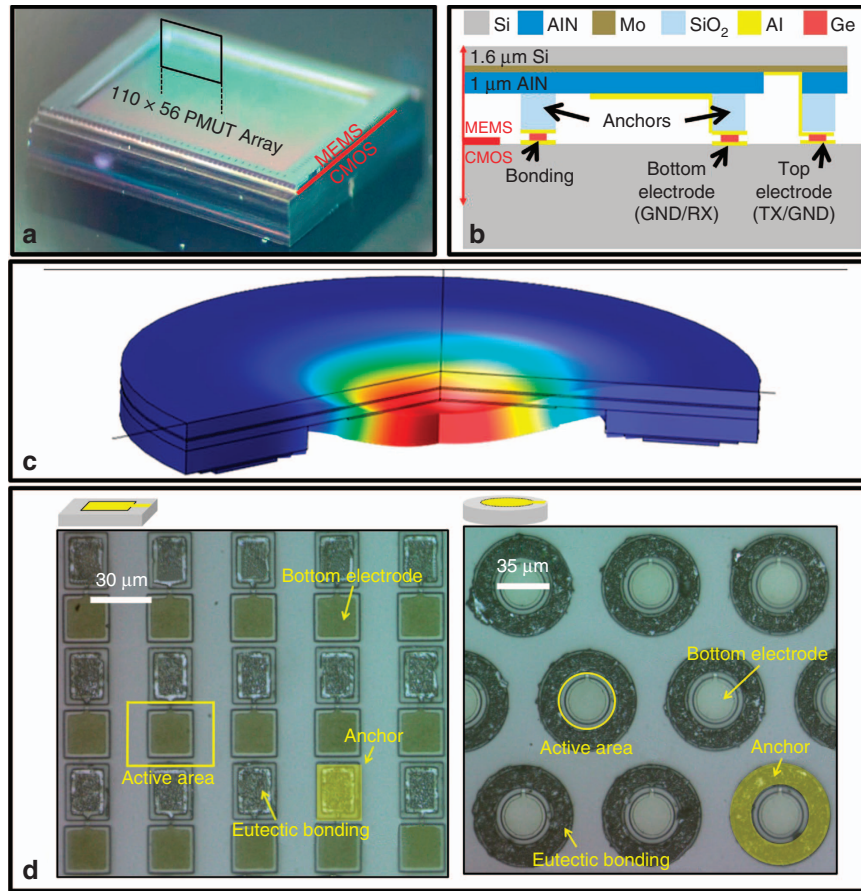 110 × 56 PMUT Array
MEMS
CMOS
a
Si AlN Mo SiO2 Al Ge
1.6 μm Si
1 μm AlN
Anchors
MEMS
CMOS
Bonding
Bottom
electrode
(GND/RX)
Top
electrode
(TX/GND)
b
c
30 μm
Bottom electrode
Anchor
Active area
Eutectic bonding
35 μm
Bottom electrode
Active area
Anchor
Eutectic bonding
d